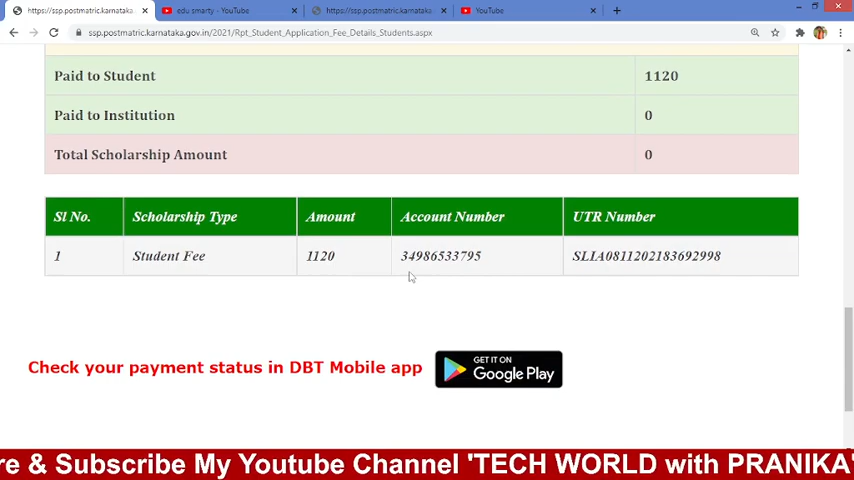 https://ssp.postmatric.karnataka. edu smarty - YouTube https://ssp.postmatric.karnataka. YouTube
ssp.postmatric.karnataka.gov.in/2021/Rpt_Student_Application_Fee_Details_Students.aspx
Paid to Student 1120
Paid to Institution 0
Total Scholarship Amount 0
Sl No. Scholarship Type Amount Account Number UTR Number
1 Student Fee 1120 34986533795 SLIA0811202183692998
Check your payment status in DBT Mobile app
GET IT ON
Google Play
re & Subscribe My Youtube Channel 'TECH WORLD with PRANIKA'